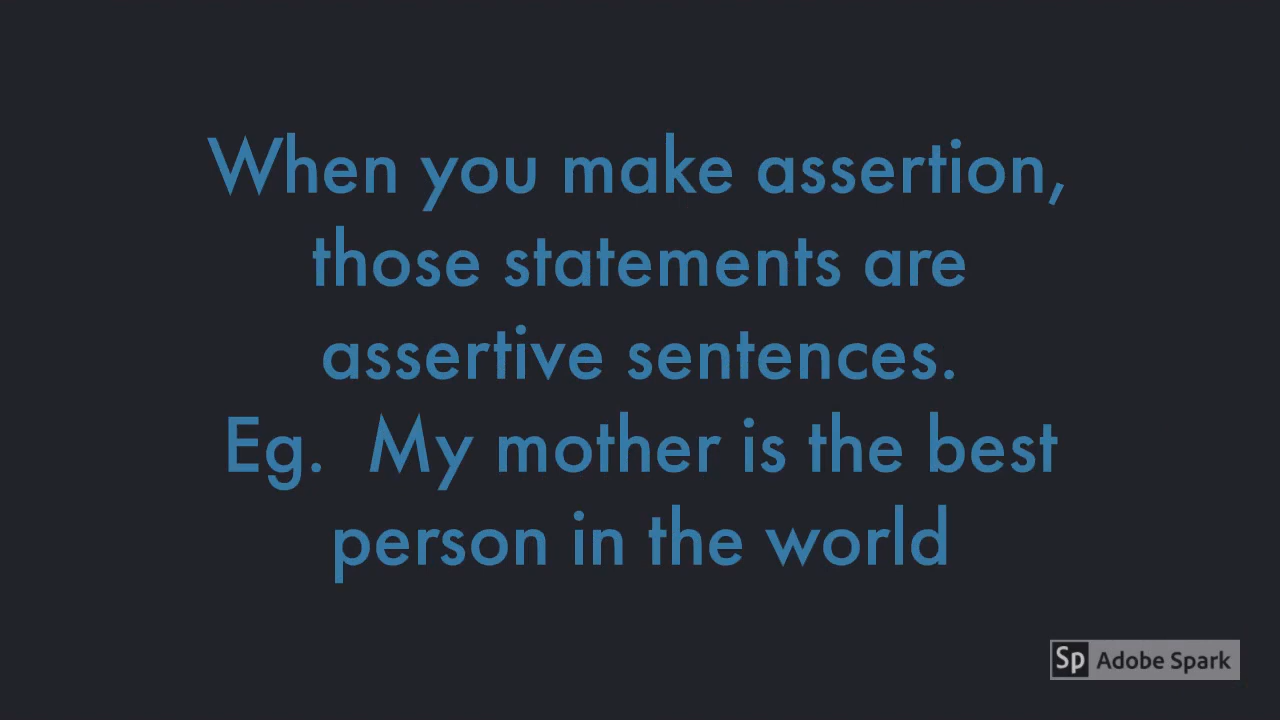 When you make assertion,
those statements are
assertive sentences.
Eg.  My mother is the best
person in the world
Sp Adobe Spark